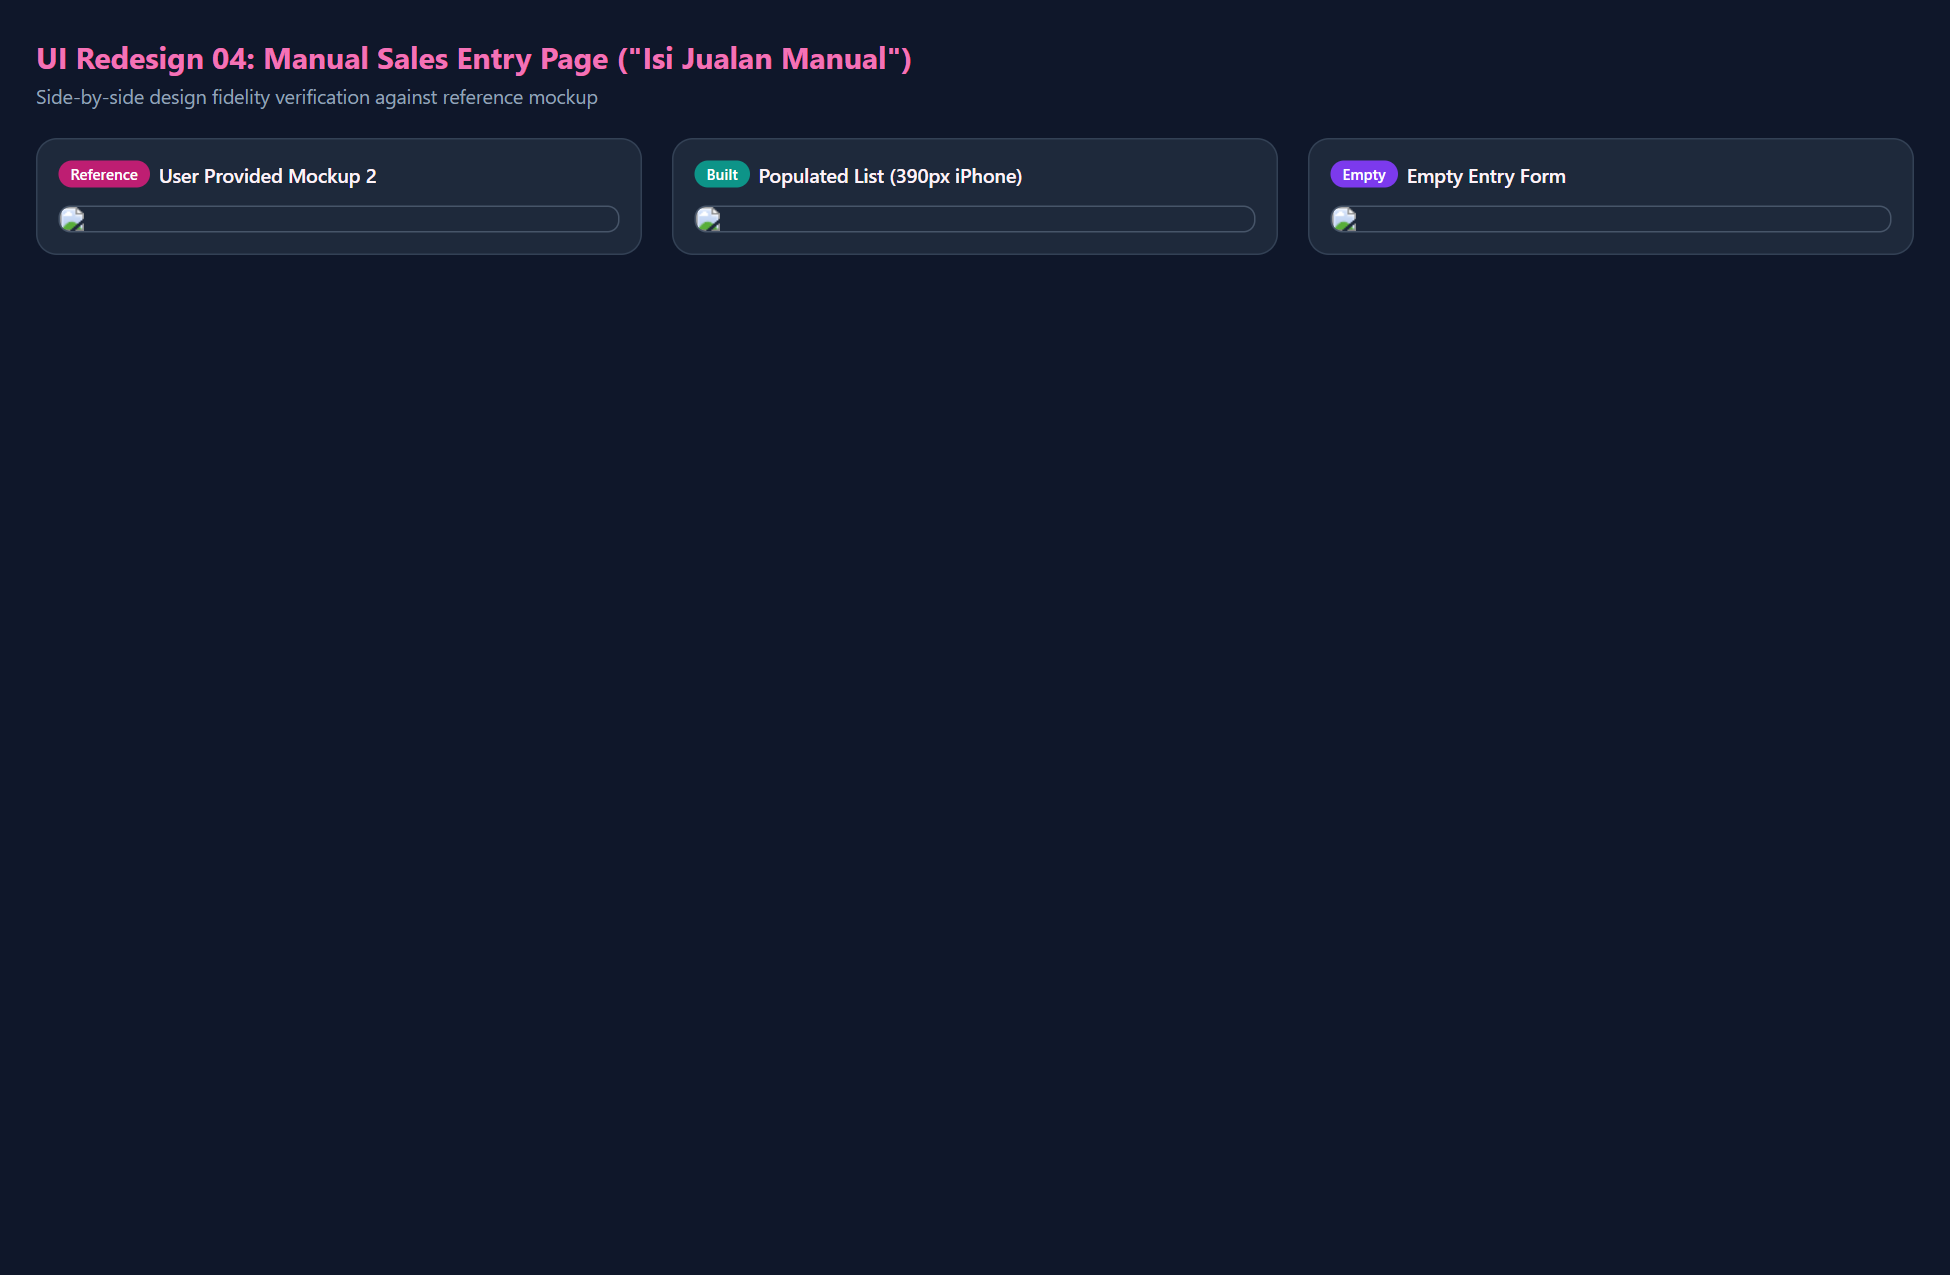 UI Redesign 04: Manual Sales Entry Page ("Isi Jualan Manual")
Side-by-side design fidelity verification against reference mockup
Reference User Provided Mockup 2
Built Populated List (390px iPhone)
Empty Empty Entry Form